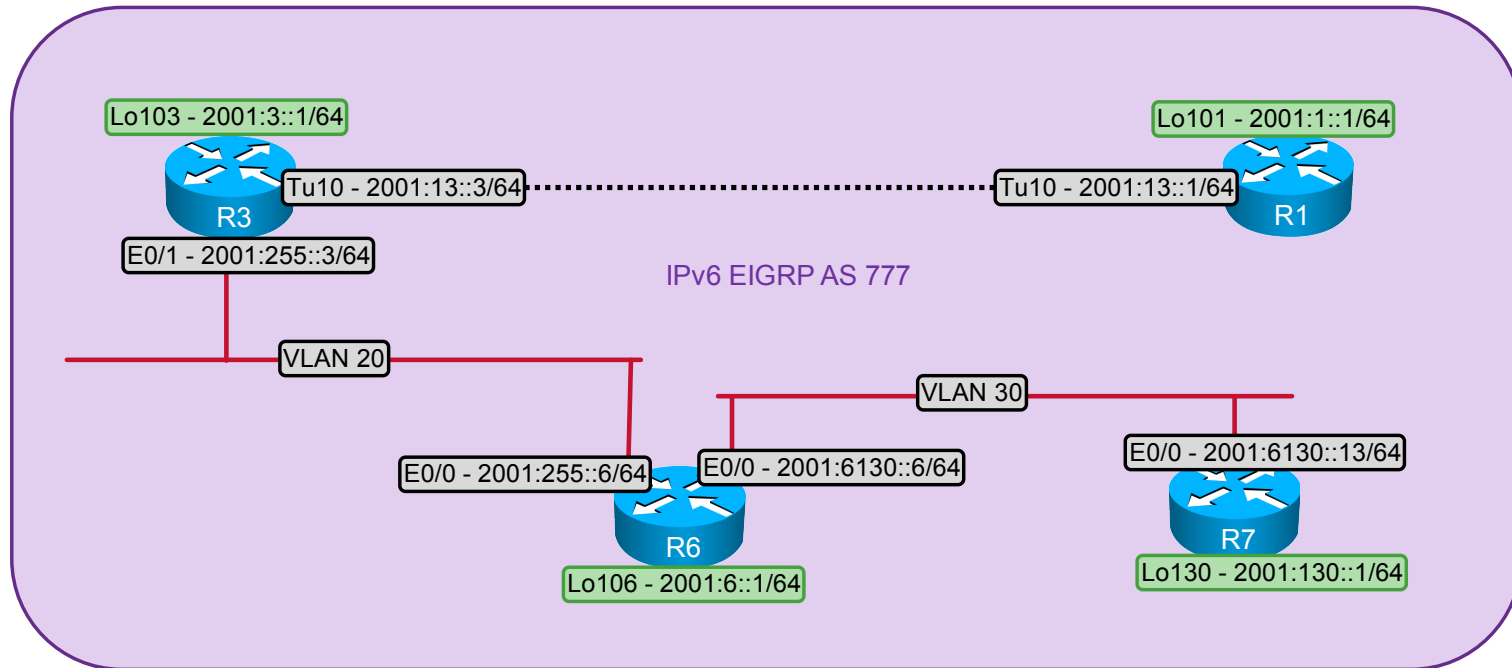 Lo103 - 2001:3::1/64
Lo101 - 2001:1::1/64
Tu10 - 2001:13::3/64
Tu10 - 2001:13::1/64
R3
R1
E0/1 - 2001:255::3/64
IPv6 EIGRP AS 777
VLAN 20
VLAN 30
E0/0 - 2001:255::6/64
E0/0 - 2001:6130::6/64
E0/0 - 2001:6130::13/64
R6
R7
Lo106 - 2001:6::1/64
Lo130 - 2001:130::1/64